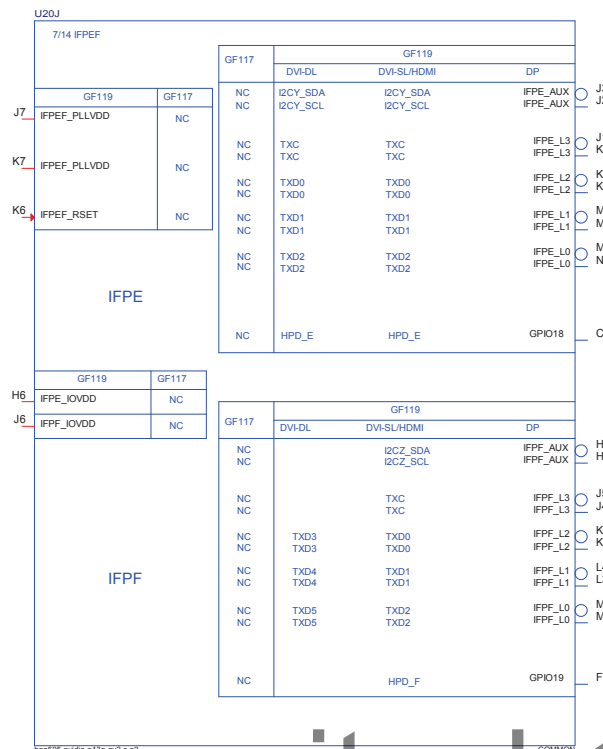 U20J
7/14 IFPEF
GF117 GF119
DVI-DL DVI-SL/HDMI DP
NC I2CY_SDA I2CY_SDA IFPE_AUX
NC I2CY_SCL I2CY_SCL IFPE_AUX
NC TXC TXC IFPE_L3
NC TXC TXC IFPE_L3
NC TXD0 TXD0 IFPE_L2
NC TXD0 TXD0 IFPE_L2
NC TXD1 TXD1 IFPE_L1
NC TXD1 TXD1 IFPE_L1
NC TXD2 TXD2 IFPE_L0
NC TXD2 TXD2 IFPE_L0
NC HPD_E HPD_E GPIO18
GF119 GF117
J7 IFPEF_PLLVDD NC
K7 IFPEF_PLLVDD NC
K6 IFPEF_RSET NC
IFPE
GF119 GF117
H6 IFPE_IOVDD NC
J6 IFPF_IOVDD NC
GF117 GF119
DVI-DL DVI-SL/HDMI DP
NC I2CZ_SDA IFPF_AUX
NC I2CZ_SCL IFPF_AUX
NC TXC IFPF_L3 J5
NC TXC IFPF_L3 J4
NC TXD3 TXD0 IFPF_L2
NC TXD3 TXD0 IFPF_L2
NC TXD4 TXD1 IFPF_L1
NC TXD4 TXD1 IFPF_L1
NC TXD5 TXD2 IFPF_L0
NC TXD5 TXD2 IFPF_L0
NC HPD_F GPIO19
IFPF
COMMON